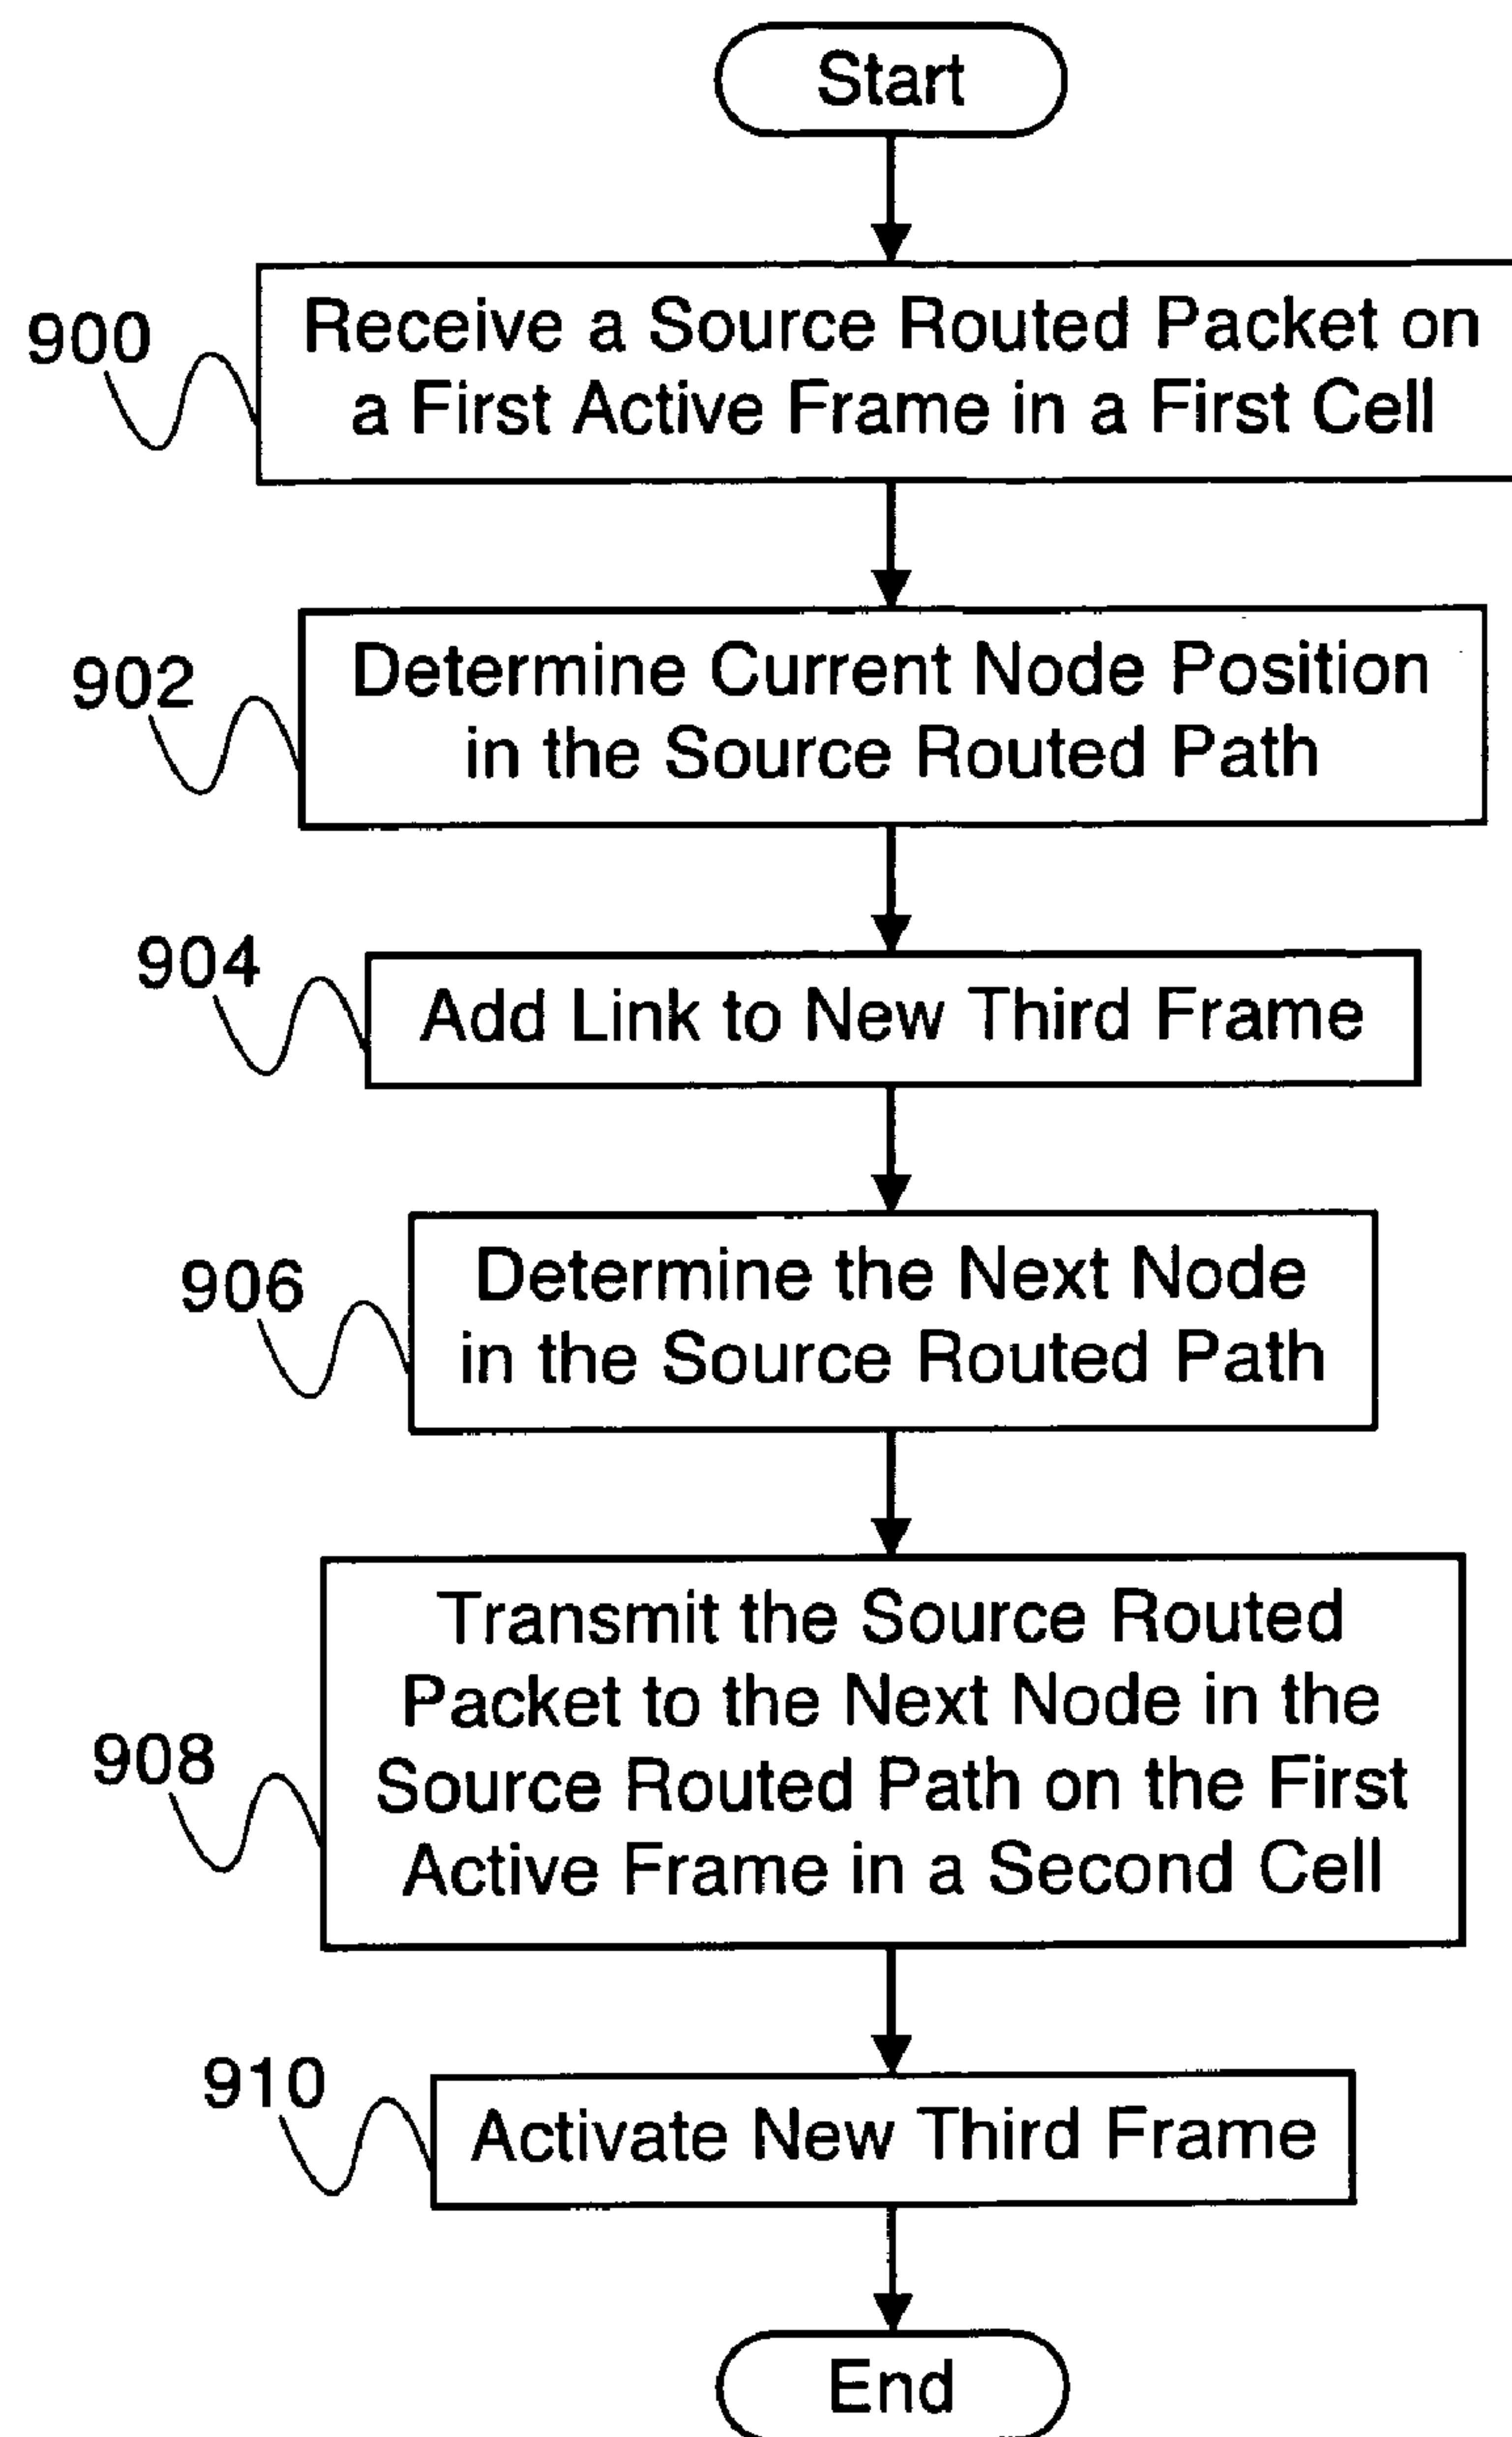 Start
900
Receive a Source Routed Packet on
a First Active Frame in a First Cell
902
Determine Current Node Position
in the Source Routed Path
904
Add Link to New Third Frame
906
Determine the Next Node
in the Source Routed Path
908
Transmit the Source Routed
Packet to the Next Node in the
Source Routed Path on the First
Active Frame in a Second Cell
910
Activate New Third Frame
End